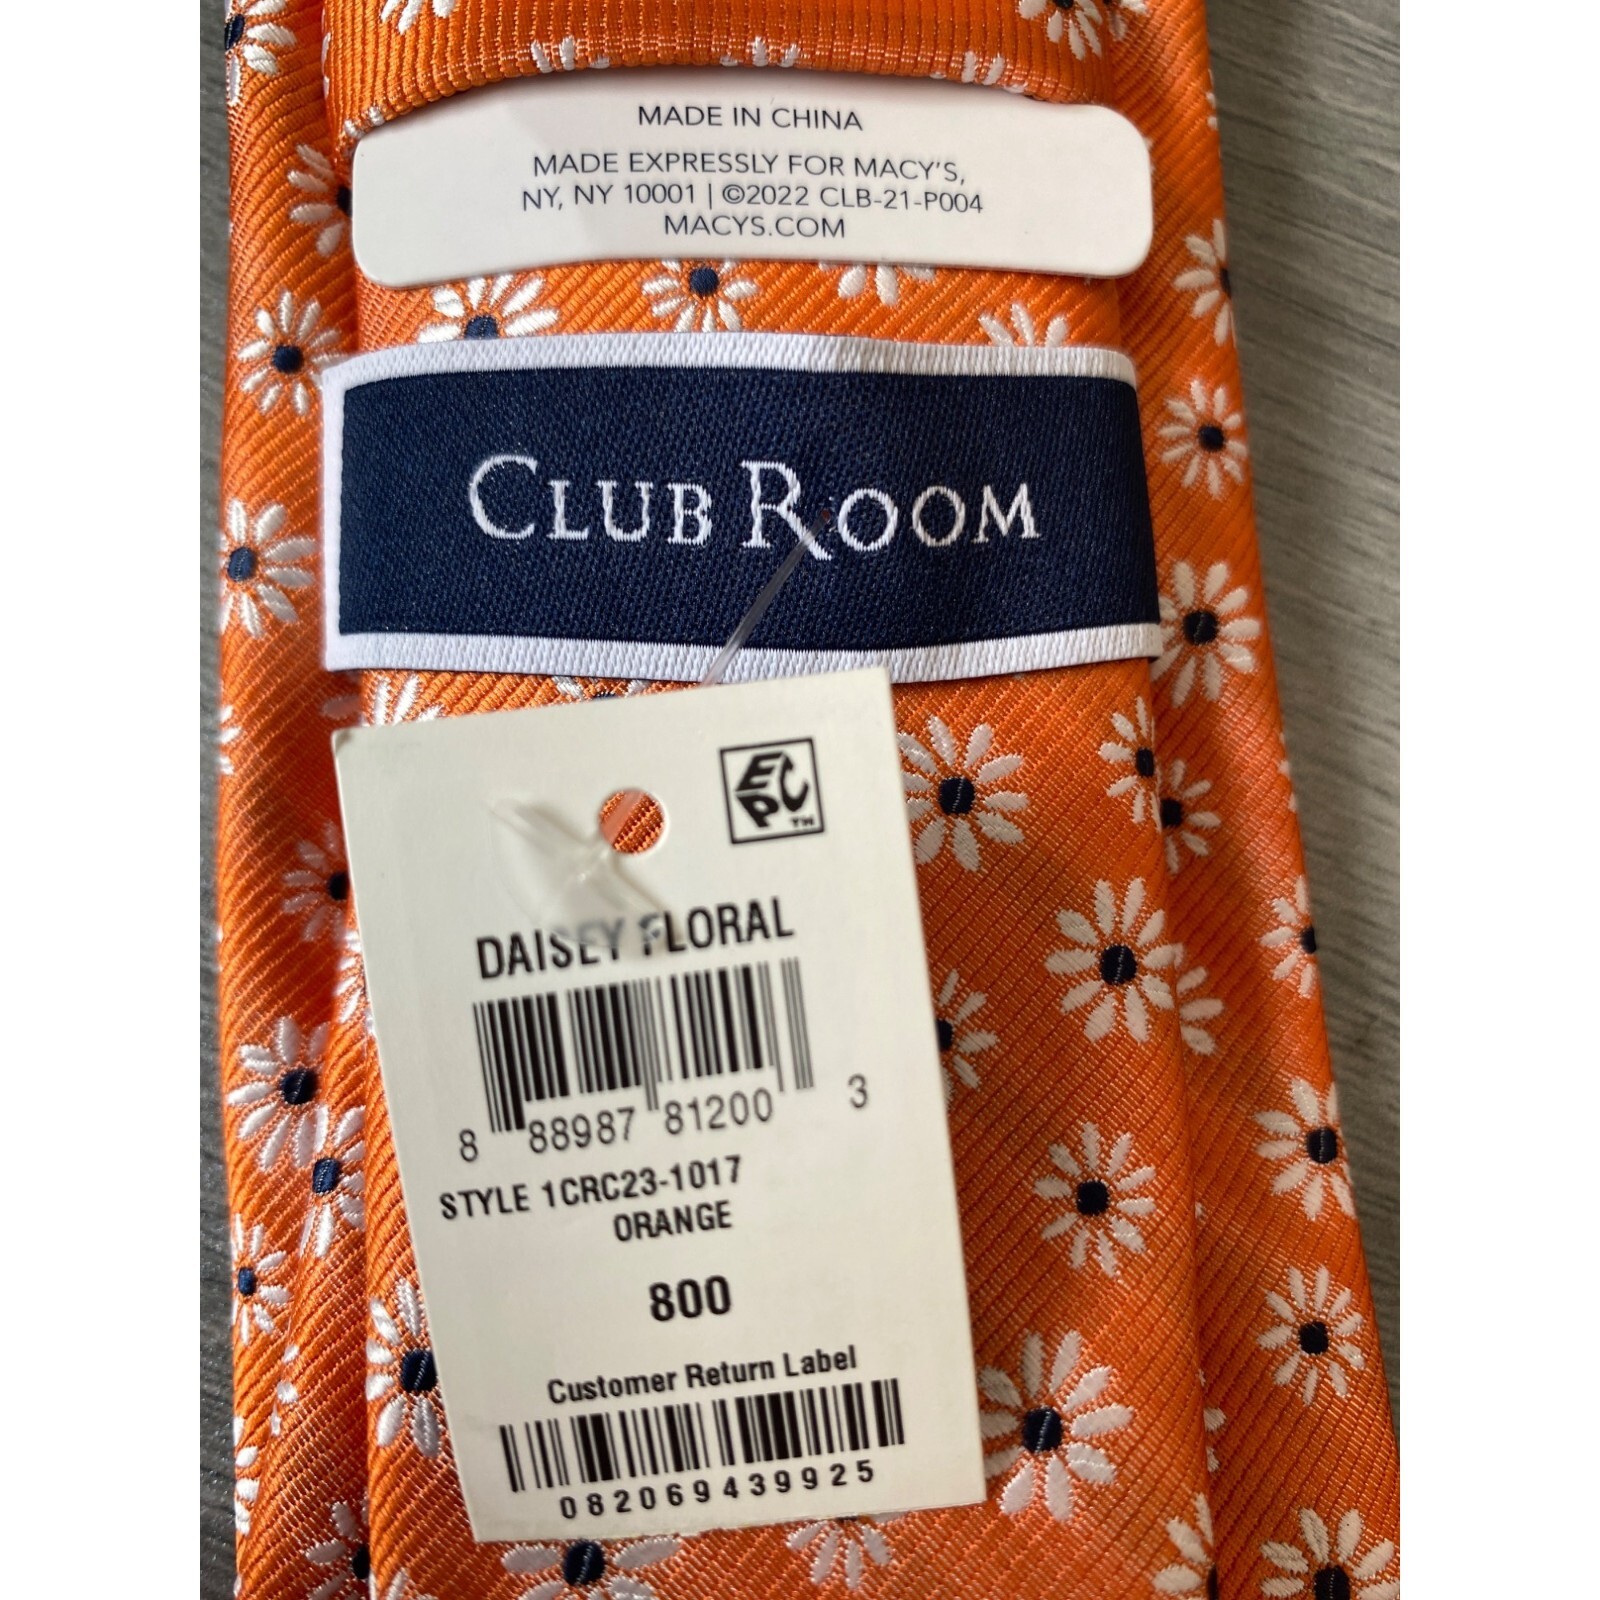 MADE IN CHINA
MADE EXPRESSLY FOR MACY'S,
NY, NY 10001 | ©2022 CLB-21-P004
MACYS.COM
CLUB ROOM
EPC TM
DAISEY FLORAL
8 88987 81200 3
STYLE 1CRC23-1017
ORANGE
800
Customer Return Label
082069439925